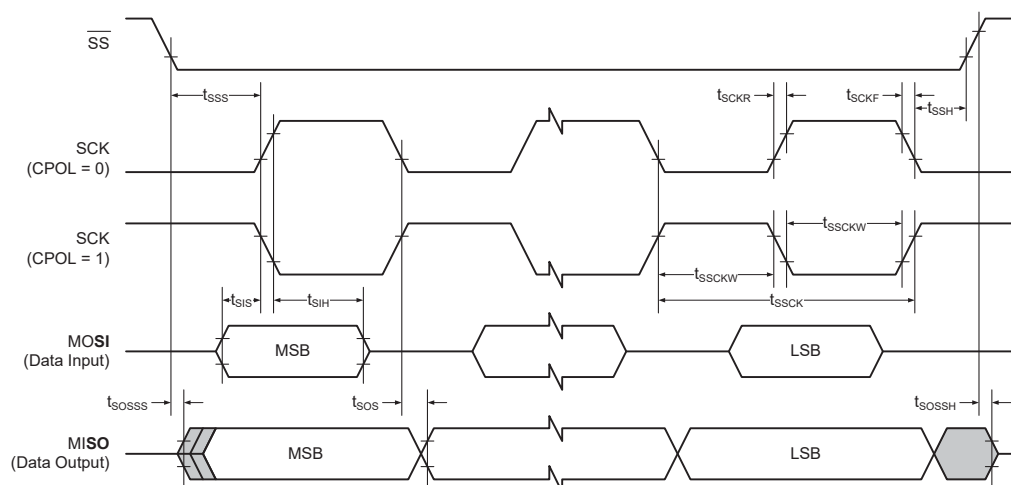 SS
tSSS
tSCKR
tSCKF
tSSH
SCK
(CPOL = 0)
SCK
(CPOL = 1)
tSSCKW
tSSCKW
tSSCK
tSIS
tSIH
MOSI
(Data Input)
MSB
LSB
tSOSSS
tSOS
tSOSSH
MISO
(Data Output)
MSB
LSB